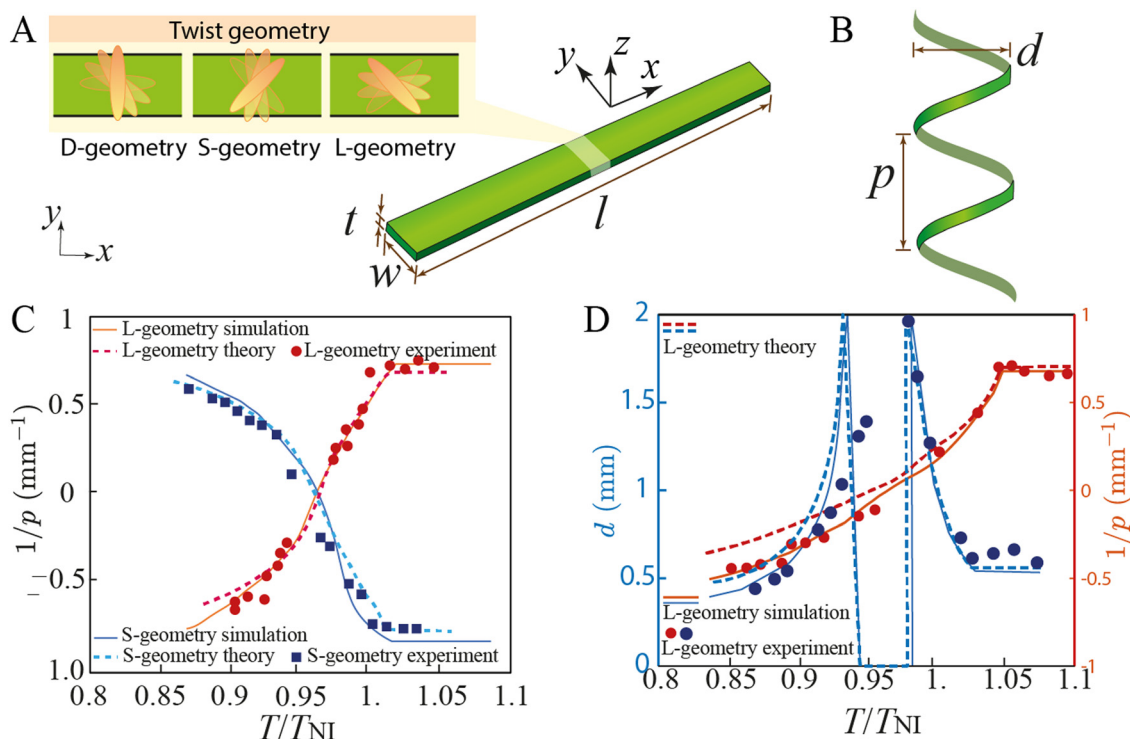 A
Twist geometry
D-geometry S-geometry L-geometry
y
x
z
y
x
t
w
l
B
d
p
C
1
0.5
0
-0.5
1.0
1/p (mm⁻¹)
L-geometry simulation
L-geometry theory
L-geometry experiment
S-geometry simulation
S-geometry theory
S-geometry experiment
0.8 0.85 0.9 0.95 1. 1.05 1.1
T/TNI
D
2
1.5
1
0.5
0
d (mm)
L-geometry theory
L-geometry simulation
L-geometry experiment
1
0.5
0
-0.5
-1
1/p (mm⁻¹)
0.8 0.85 0.9 0.95 1. 1.05 1.1
T/TNI